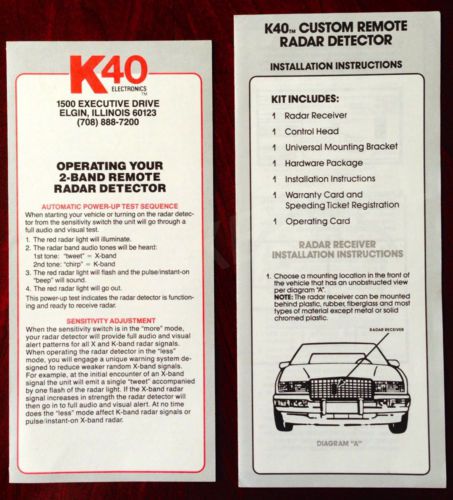 K40
ELECTRONICS
TM
1500 EXECUTIVE DRIVE
ELGIN, ILLINOIS 60123
(708) 888-7200
OPERATING YOUR
2-BAND REMOTE
RADAR DETECTOR
AUTOMATIC POWER-UP TEST SEQUENCE
When starting your vehicle or turning on the radar detec-
tor from the sensitivity switch the unit will go through a
full audio and visual test.
1. The red radar light will illuminate.
2. The radar band audio tones will be heard:
1st tone: "tweet" = X-band
2nd tone: "chirp" = K-band
3. The red radar light will flash and the pulse/instant-on
"beep" will sound.
4. The red radar light will go out.
This power-up test indicates the radar detector is function-
ing and ready to receive radar.
SENSITIVITY ADJUSTMENT
When the sensitivity switch is in the "more" mode,
your radar detector will provide full audio and visual
alert patterns for all X and K-band radar signals.
When operating the radar detector in the "less"
mode, you will engage a unique warning system de-
signed to reduce weaker random X-band signals.
For example, at the initial encounter of an X-band
signal the unit will emit a single "tweet" accompanied
by one flash of the radar light. If the X-band radar
signal increases in strength the radar detector will
then go in to full audio and visual alert. At no time
does the "less" mode affect K-band radar signals or
pulse/instant-on X-band radar.
K40TM CUSTOM REMOTE
RADAR DETECTOR
INSTALLATION INSTRUCTIONS
KIT INCLUDES:
1 Radar Receiver
1 Control Head
1 Universal Mounting Bracket
1 Hardware Package
1 Installation Instructions
1 Warranty Card and
Speeding Ticket Registration
1 Operating Card
RADAR RECEIVER
INSTALLATION INSTRUCTIONS
1. Choose a mounting location in the front of
the vehicle that has an unobstructed view
per diagram "A".
NOTE: The radar receiver can be mounted
behind plastic, rubber, fiberglass and most
types of material except metal or solid
chromed plastic.
RADAR RECEIVER
DIAGRAM "A"